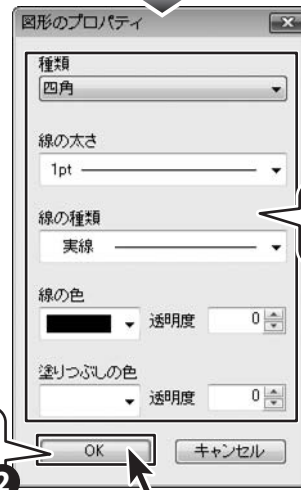 図形のプロパティ
種類
四角
線の太さ
1pt
線の種類
実線
線の色
透明度 0
塗りつぶしの色
透明度 0
OK キャンセル
2